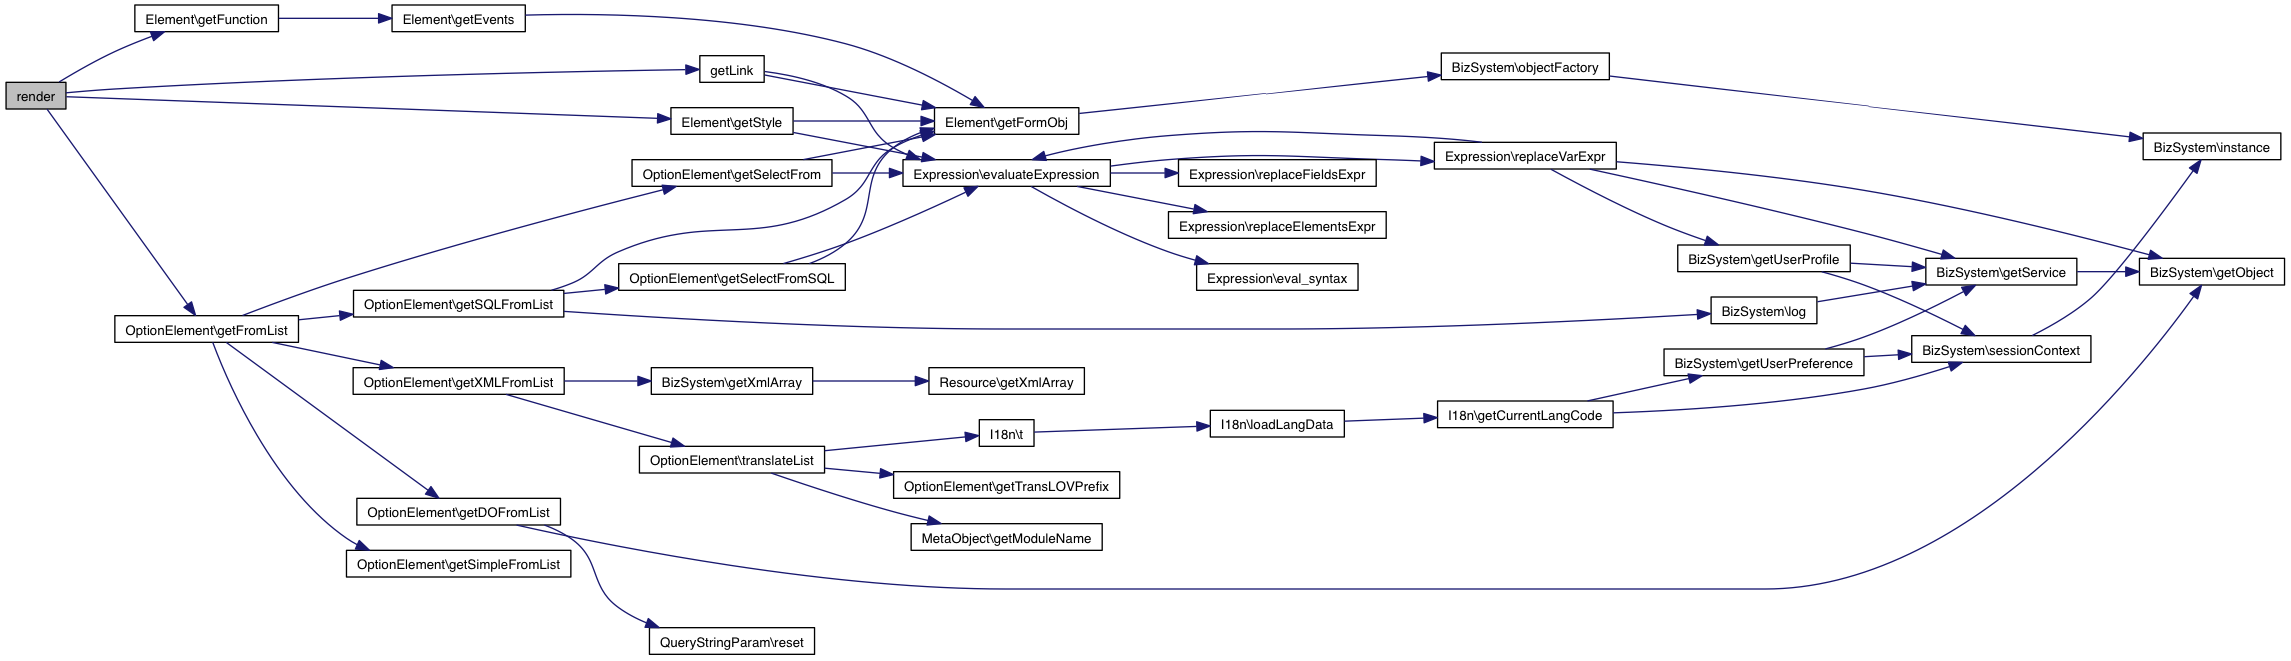 render
Element\getFunction
Element\getEvents
getLink
Element\getStyle
Element\getFormObj
BizSystem\objectFactory
BizSystem\instance
OptionElement\getSelectFrom
Expression\evaluateExpression
Expression\replaceVarExpr
Expression\replaceFieldsExpr
Expression\replaceElementsExpr
Expression\eval_syntax
OptionElement\getSelectFromSQL
OptionElement\getSQLFromList
OptionElement\getFromList
BizSystem\getUserProfile
BizSystem\getService
BizSystem\getObject
BizSystem\log
BizSystem\sessionContext
BizSystem\getUserPreference
OptionElement\getXMLFromList
BizSystem\getXmlArray
Resource\getXmlArray
I18n\t
I18n\loadLangData
I18n\getCurrentLangCode
OptionElement\translateList
OptionElement\getTransLOVPrefix
MetaObject\getModuleName
OptionElement\getDOFromList
OptionElement\getSimpleFromList
QueryStringParam\reset